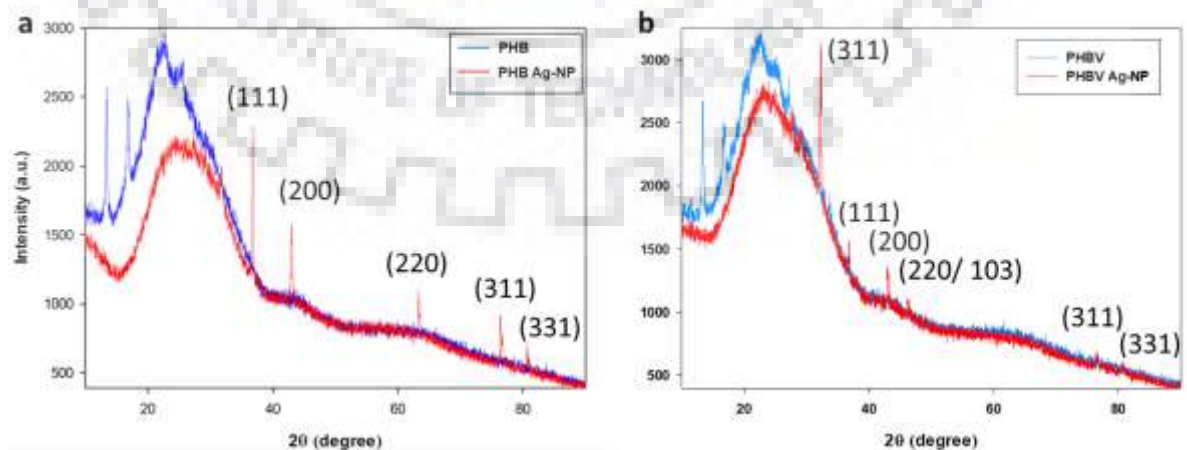 a
3000
2500
2000
1500
1000
500
Intensity (a.u.)
PHB
PHB Ag-NP
(111)
(200)
(220)
(311)
(331)
20 40 60 80
2θ (degree)
b
3000
2500
2000
1500
1000
500
PHBV
PHBV Ag-NP
(311)
(111)
(200)
(220/ 103)
(311)
(331)
20 40 60 80
2θ (degree)